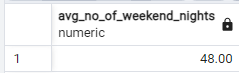 avg_no_of_weekend_nights
numeric
1 48.00